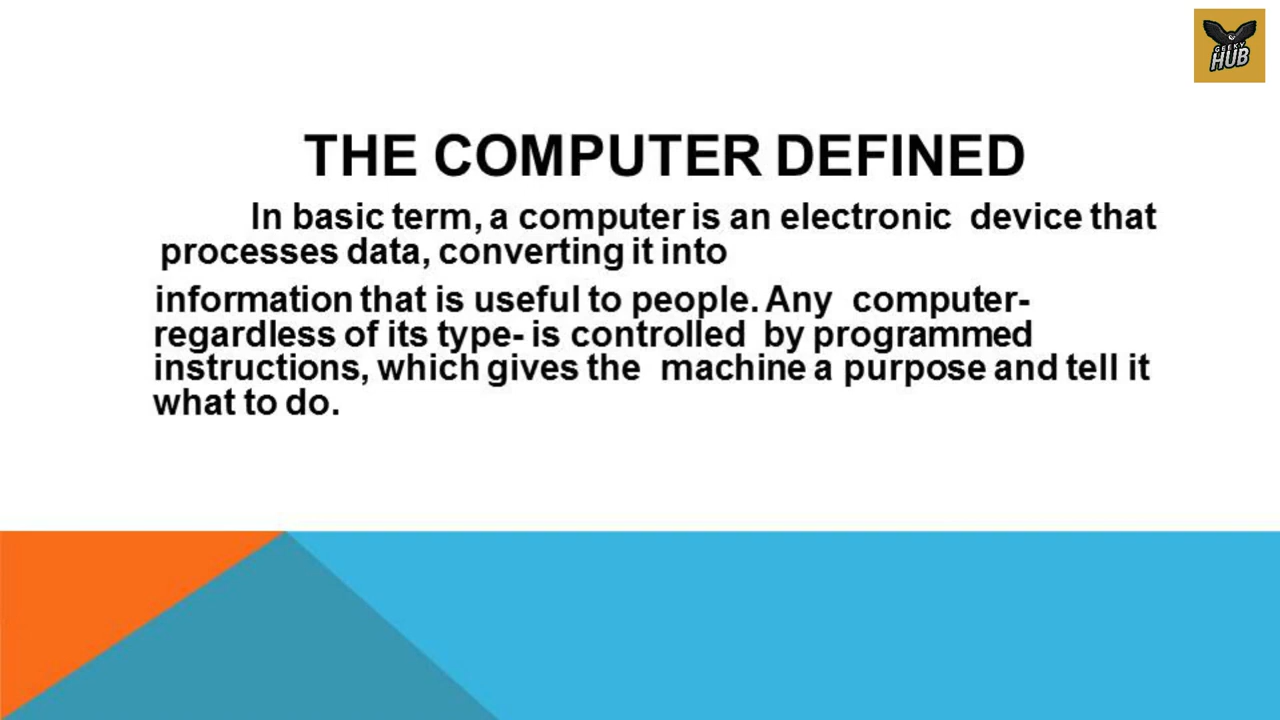 GEEKY
HUB
THE COMPUTER DEFINED
In basic term, a computer is an electronic device that
processes data, converting it into
information that is useful to people. Any computer-
regardless of its type- is controlled by programmed
instructions, which gives the machine a purpose and tell it
what to do.